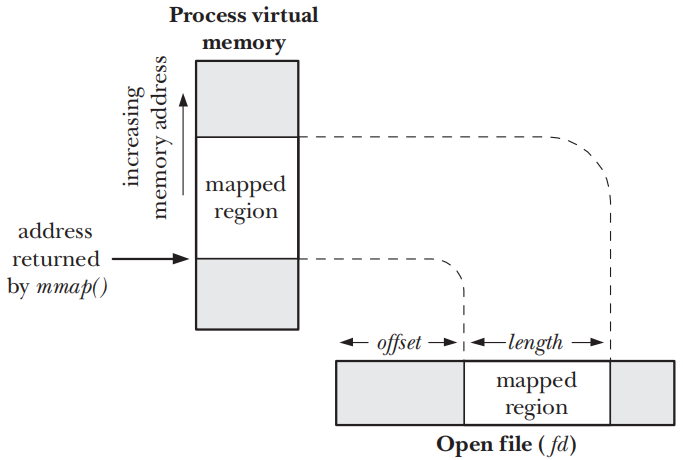 Process virtual
memory
increasing
memory address
mapped
region
address
returned
by mmap()
offset
length
mapped
region
Open file (fd)